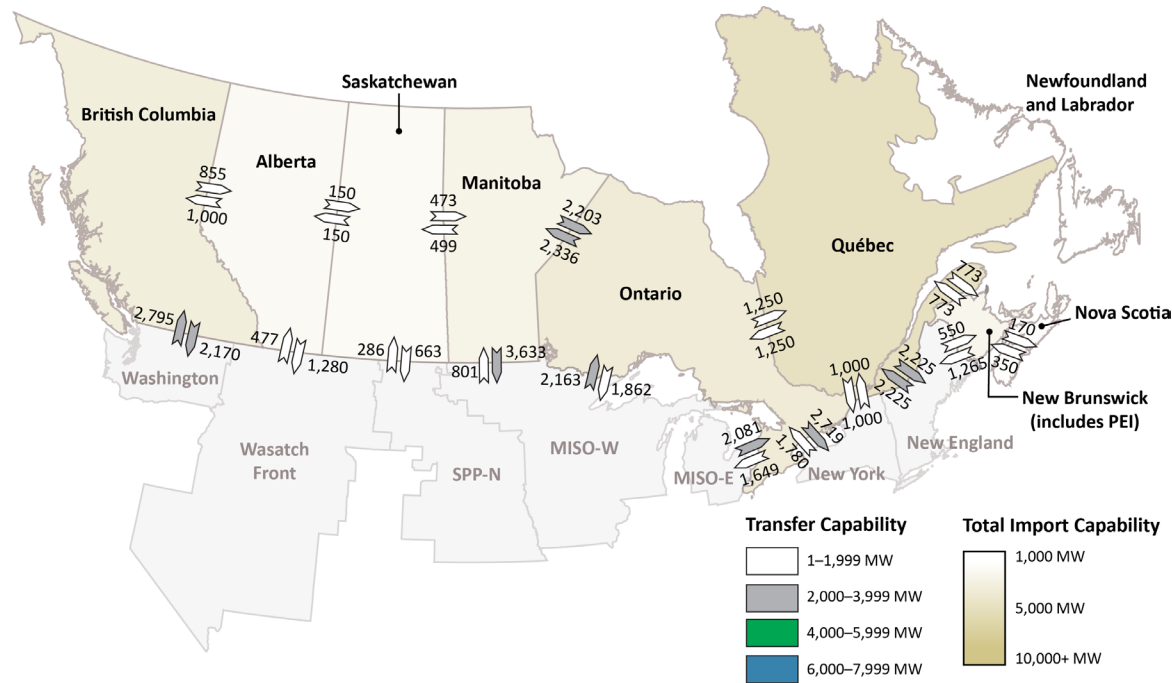 Saskatchewan
Newfoundland
and Labrador
British Columbia
Alberta
Manitoba
855
1,000
150
150
473
499
2,203
2,336
Québec
Ontario
773
773
1,250
1,250
Nova Scotia
170
350
550
1,265
2,795
2,170
477
1,280
286
663
801
3,633
2,163
1,862
1,000
1,000
2,225
2,225
New Brunswick
(includes PEI)
Washington
Wasatch
Front
SPP-N
MISO-W
MISO-E
2,081
1,649
2,719
1,780
New York
New England
Transfer Capability
1–1,999 MW
2,000–3,999 MW
4,000–5,999 MW
6,000–7,999 MW
Total Import Capability
1,000 MW
5,000 MW
10,000+ MW